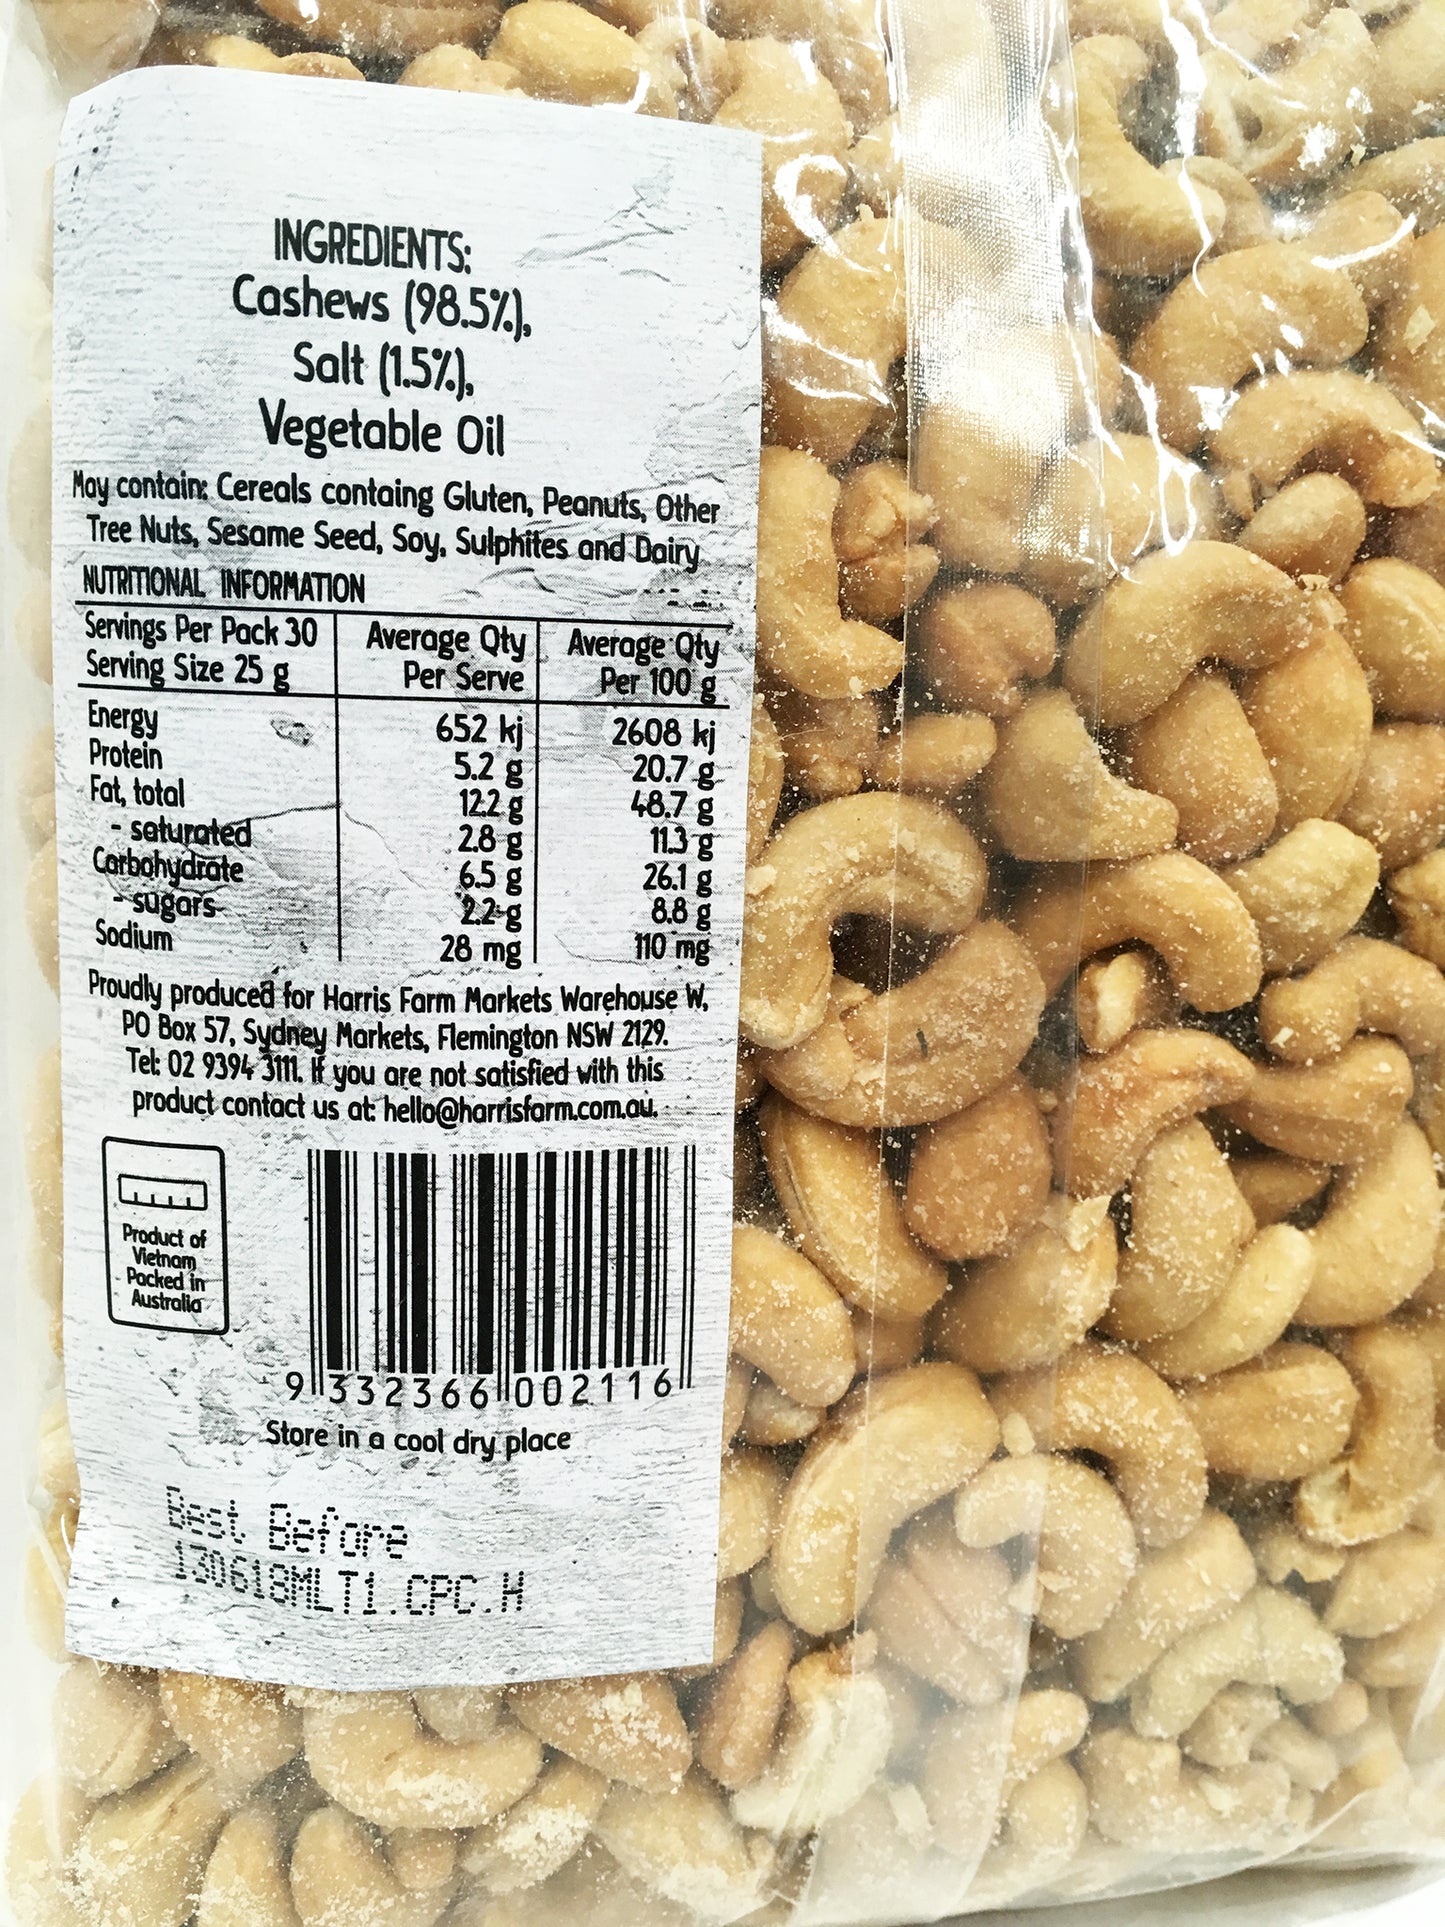 INGREDIENTS:
Cashews (98.5%),
Salt (1.5%),
Vegetable Oil
May contain: Cereals containg Gluten, Peanuts, Other
Tree Nuts, Sesame Seed, Soy, Sulphites and Dairy
NUTRITIONAL INFORMATION
Servings Per Pack 30 Average Qty Average Qty
Serving Size 25 g Per Serve Per 100 g
Energy 652 kj 2608 kj
Protein 5.2 g 20.7 g
Fat, total 12.2 g 48.7 g
- saturated 2.8 g 11.3 g
Carbohydrate 6.5 g 26.1 g
- sugars 2.2 g 8.8 g
Sodium 28 mg 110 mg
Proudly produced for Harris Farm Markets Warehouse W,
PO Box 57, Sydney Markets, Flemington NSW 2129.
Tel: 02 9394 3111. If you are not satisfied with this
product contact us at: hello@harrisfarm.com.au.
Product of
Vietnam
Packed in
Australia
9 332366 002116
Store in a cool dry place
Best Before
130618MLT1.CPC.H